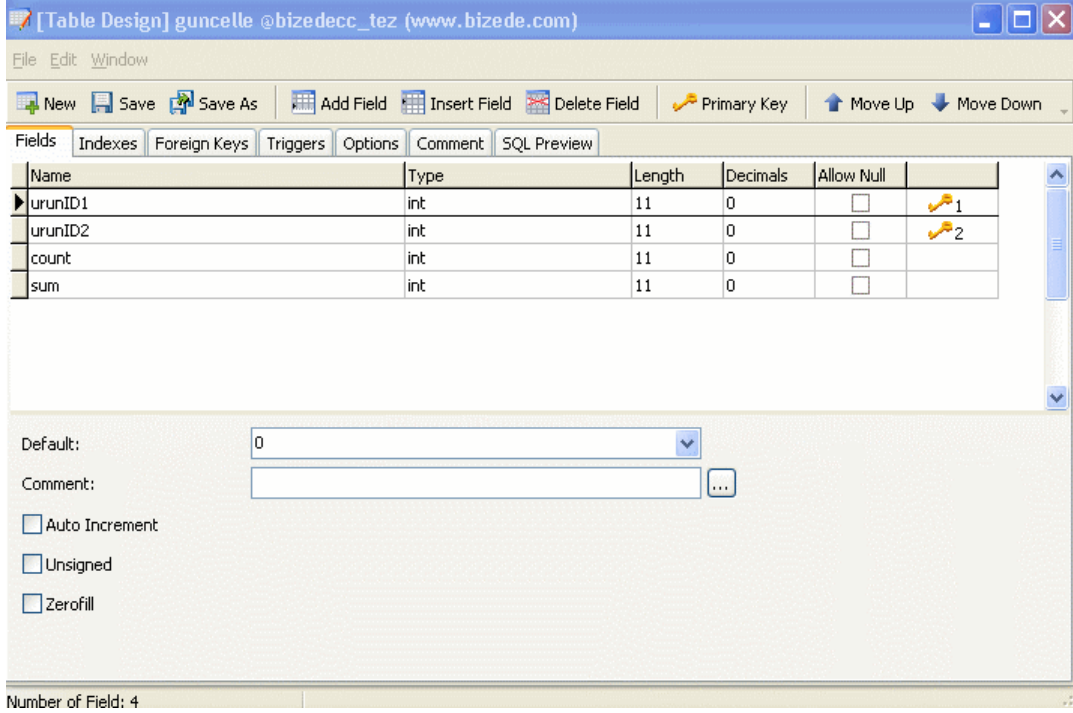 [Table Design] guncelle @bizedecc_tez (www.bizede.com)
File Edit Window
New Save Save As Add Field Insert Field Delete Field Primary Key Move Up Move Down
Fields Indexes Foreign Keys Triggers Options Comment SQL Preview
Name Type Length Decimals Allow Null
urunID1 int 11 0 1
urunID2 int 11 0 2
count int 11 0
sum int 11 0
Default: 0
Comment: ...
Auto Increment
Unsigned
Zerofill
Number of Field: 4